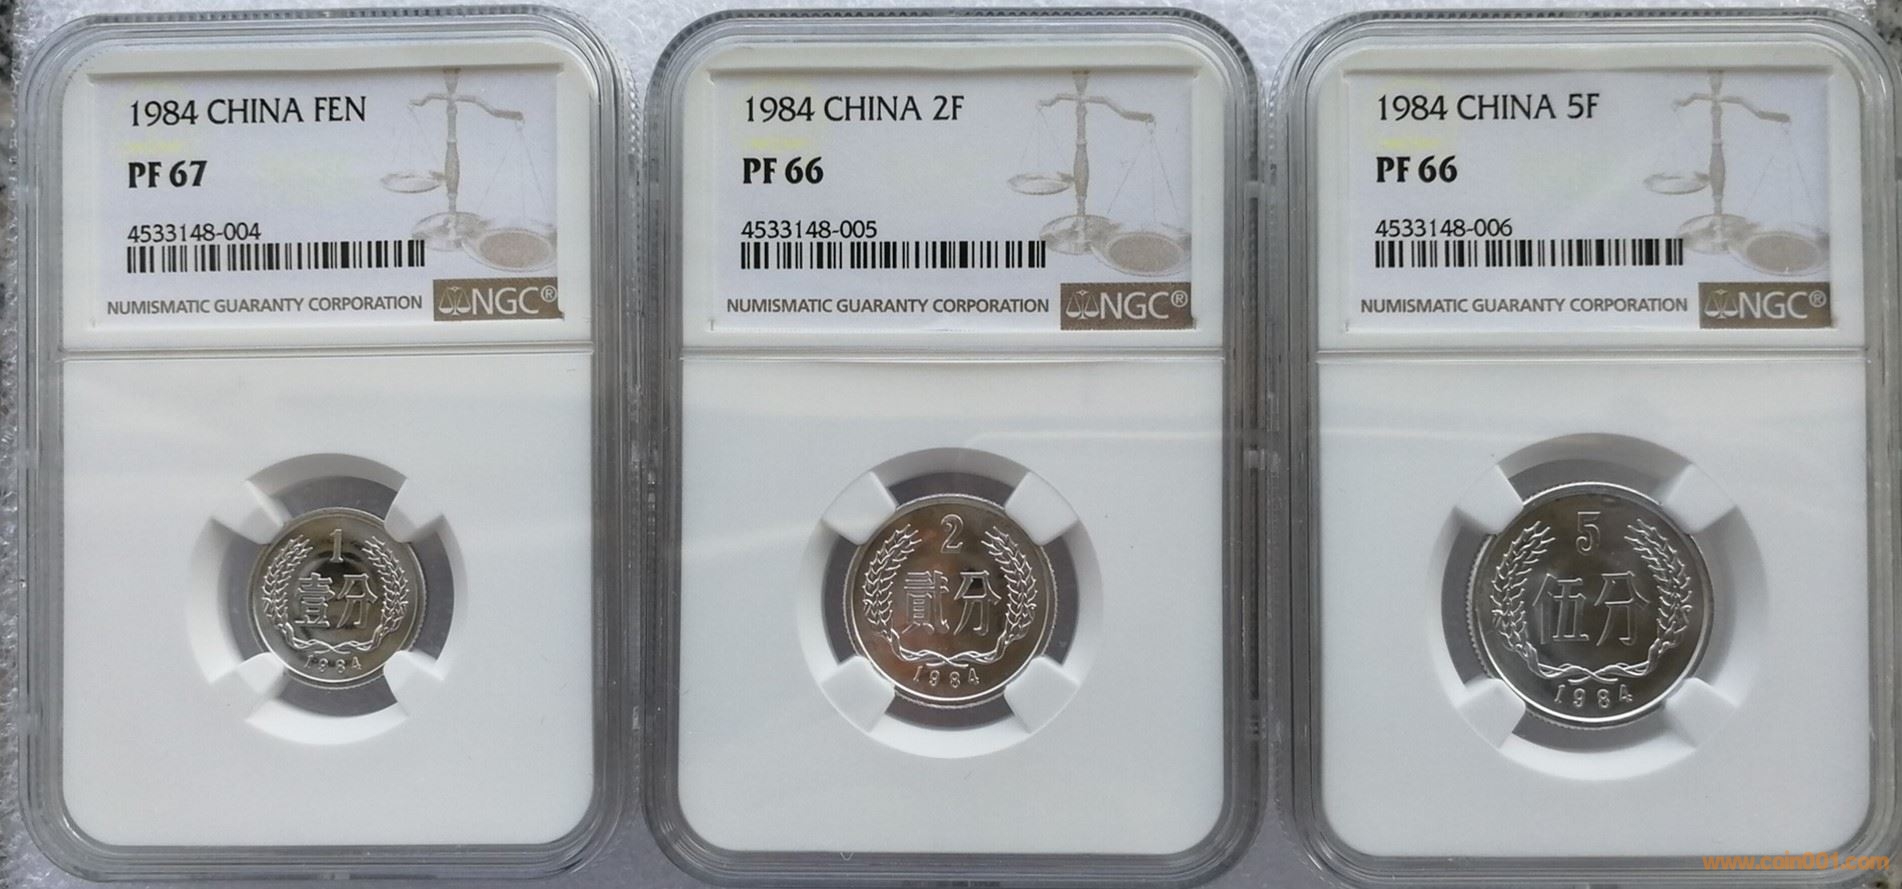 1984 CHINA FEN
PF 67
4533148-004
NUMISMATIC GUARANTY CORPORATION NGC®
1
壹分
1984
1984 CHINA 2F
PF 66
4533148-005
NUMISMATIC GUARANTY CORPORATION NGC®
2
貳分
1984
1984 CHINA 5F
PF 66
4533148-006
NUMISMATIC GUARANTY CORPORATION NGC®
5
伍分
1984
www.coin001.com